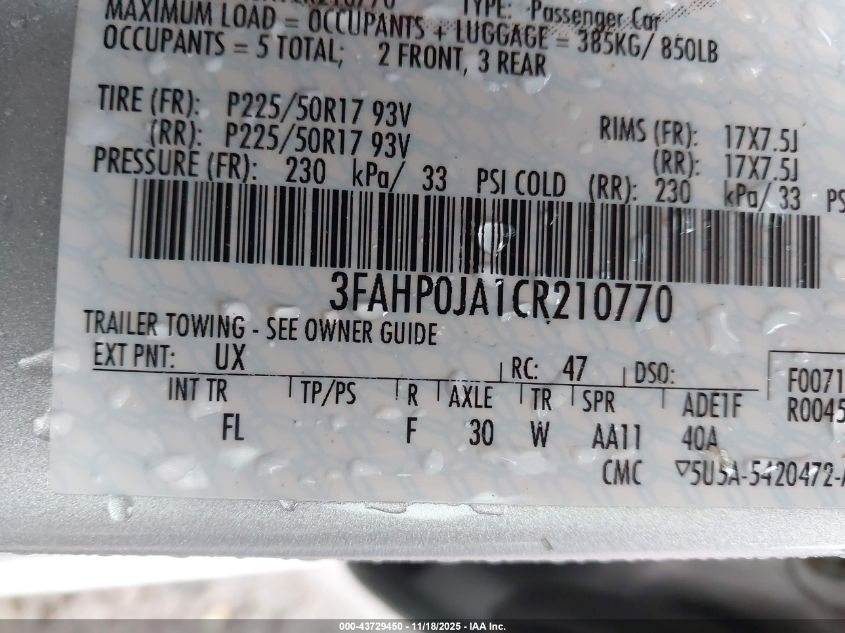 TYPE: Passenger Car
MAXIMUM LOAD = OCCUPANTS + LUGGAGE = 385KG/ 850LB
OCCUPANTS = 5 TOTAL; 2 FRONT, 3 REAR
TIRE (FR): P225/50R17 93V
RIMS (FR): 17X7.5J
(RR): P225/50R17 93V
(RR): 17X7.5J
PRESSURE (FR): 230 kPa/ 33 PSI COLD (RR): 230 kPa/ 33 PS
3FAHP0JA1CR210770
TRAILER TOWING - SEE OWNER GUIDE
EXT PNT: UX RC: 47 DSO:
F0071
INT TR TP/PS R AXLE TR SPR ADE1F
R0045
FL F 30 W AA11 40A
CMC ▽5U5A-5420472-A
000-43729450 - 11/18/2025 - IAA Inc.